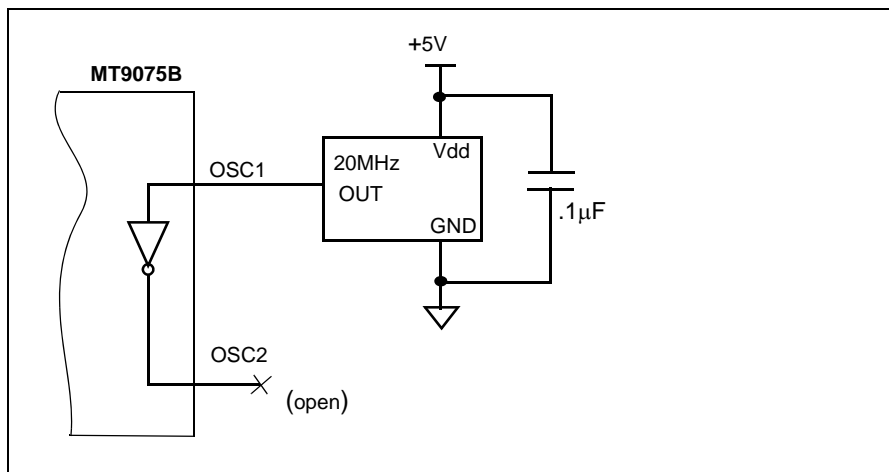 +5V
MT9075B
OSC1
20MHz
OUT
Vdd
GND
.1µF
OSC2
(open)